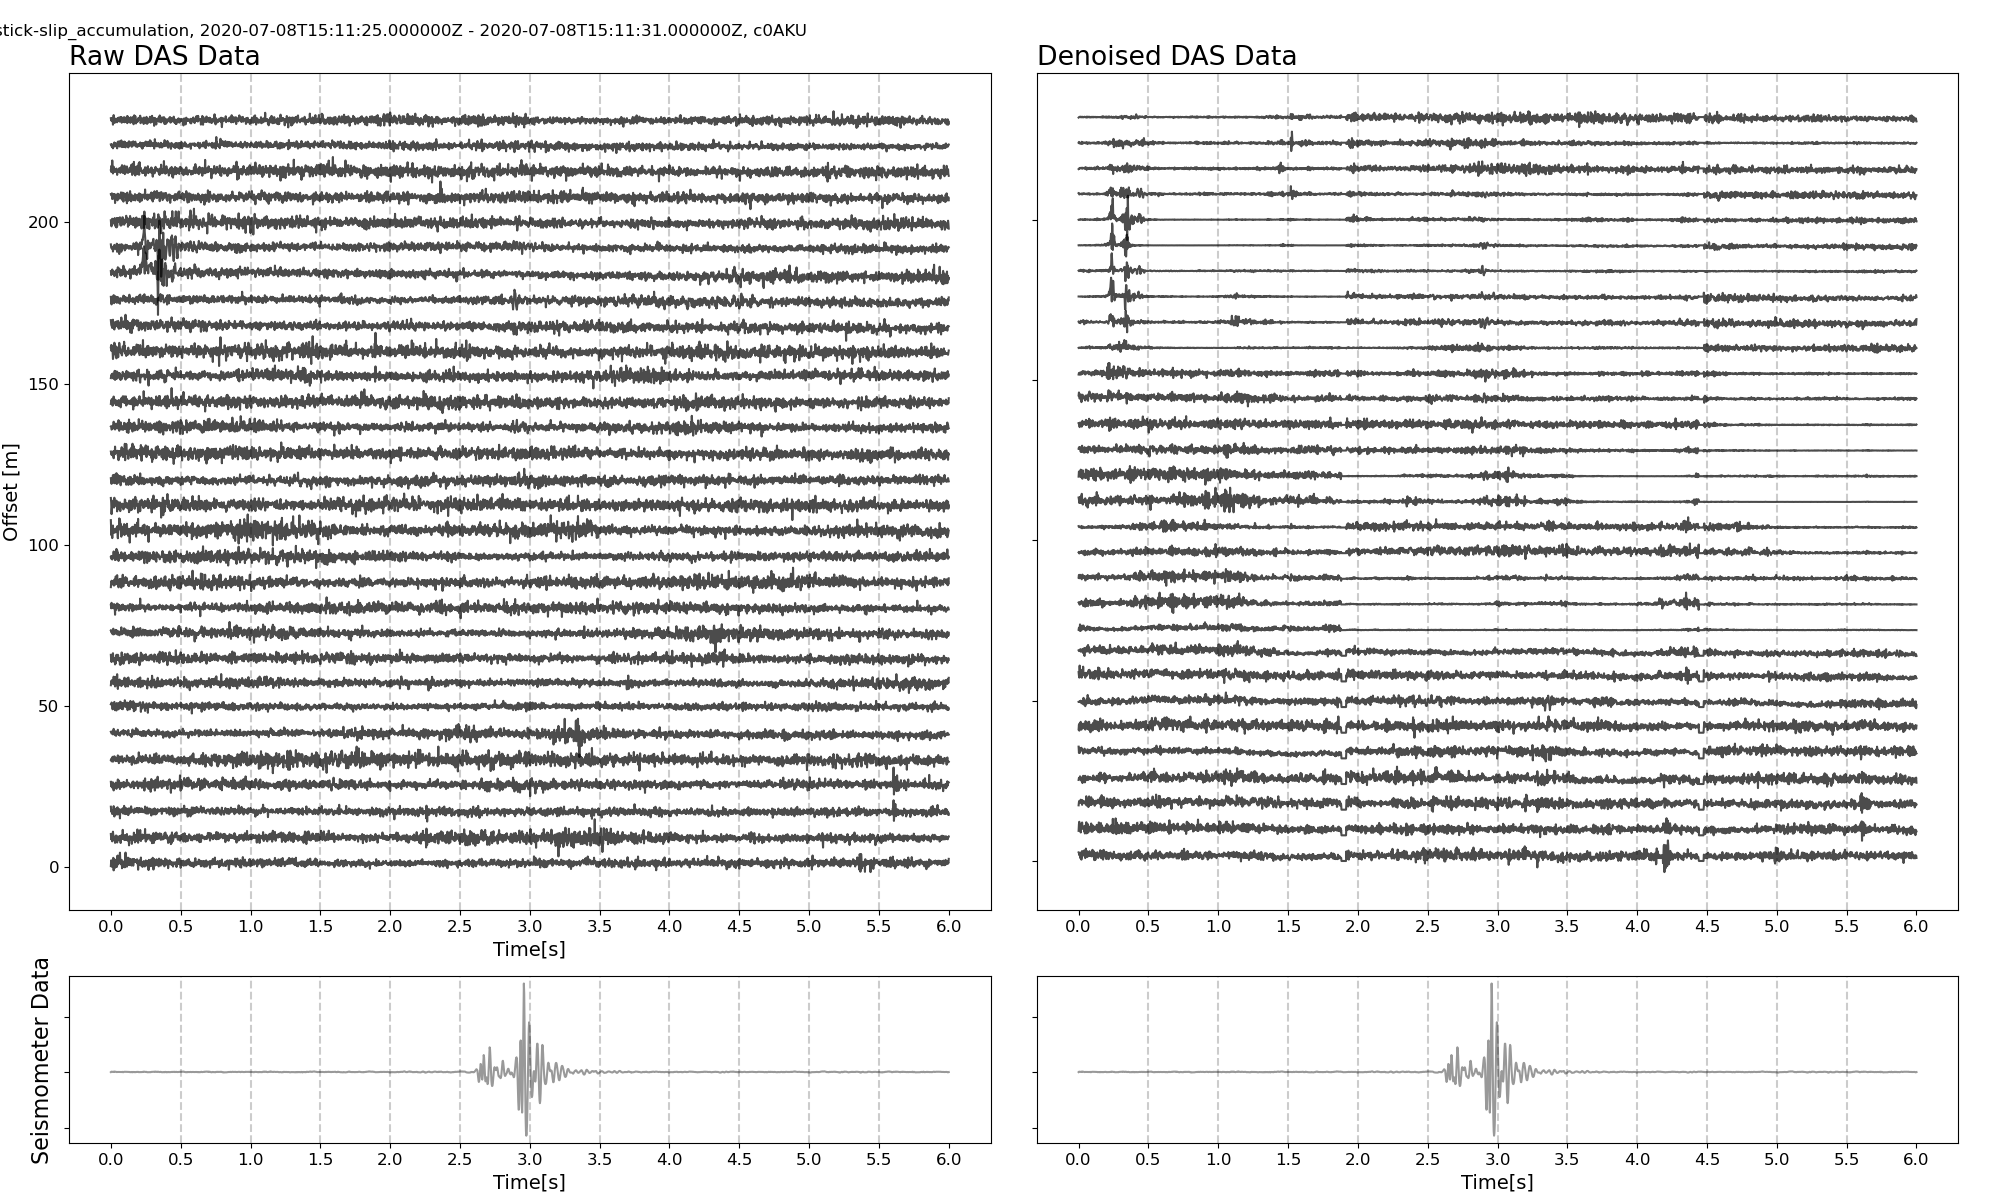 stick-slip_accumulation, 2020-07-08T15:11:25.000000Z - 2020-07-08T15:11:31.000000Z, c0AKU
Raw DAS Data
Denoised DAS Data
Offset [m]
200
150
100
50
0
0.0 0.5 1.0 1.5 2.0 2.5 3.0 3.5 4.0 4.5 5.0 5.5 6.0
Time[s]
0.0 0.5 1.0 1.5 2.0 2.5 3.0 3.5 4.0 4.5 5.0 5.5 6.0
Seismometer Data
0.0 0.5 1.0 1.5 2.0 2.5 3.0 3.5 4.0 4.5 5.0 5.5 6.0
Time[s]
0.0 0.5 1.0 1.5 2.0 2.5 3.0 3.5 4.0 4.5 5.0 5.5 6.0
Time[s]